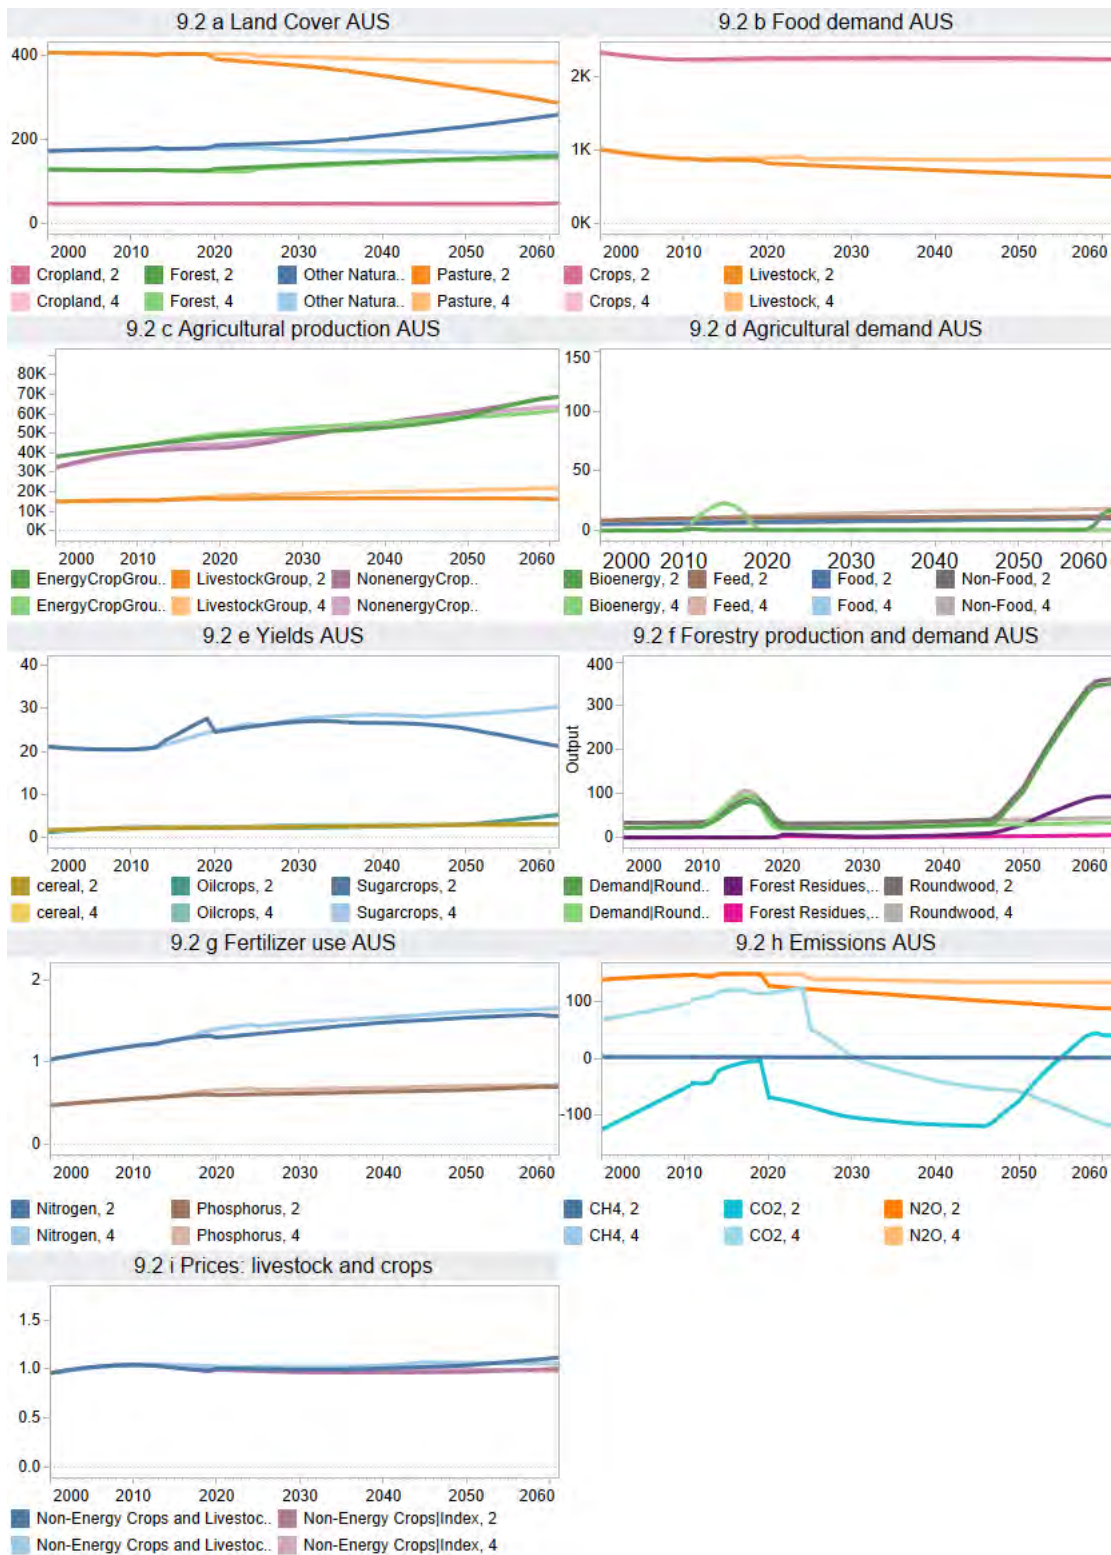 9.2 a Land Cover AUS
400
200
0
2000 2010 2020 2030 2040 2050 2060
Cropland, 2 Forest, 2 Other Natura.. Pasture, 2
Cropland, 4 Forest, 4 Other Natura.. Pasture, 4
9.2 b Food demand AUS
2K
1K
0K
2000 2010 2020 2030 2040 2050 2060
Crops, 2 Livestock, 2
Crops, 4 Livestock, 4
9.2 c Agricultural production AUS
80K
70K
60K
50K
40K
30K
20K
10K
0K
2000 2010 2020 2030 2040 2050 2060
EnergyCropGrou.. LivestockGroup, 2 NonenergyCrop..
EnergyCropGrou.. LivestockGroup, 4 NonenergyCrop..
9.2 d Agricultural demand AUS
150
100
50
0
2000 2010 2020 2030 2040 2050 2060
Bioenergy, 2 Feed, 2 Food, 2 Non-Food, 2
Bioenergy, 4 Feed, 4 Food, 4 Non-Food, 4
9.2 e Yields AUS
40
30
20
10
0
2000 2010 2020 2030 2040 2050 2060
cereal, 2 Oilcrops, 2 Sugarcrops, 2
cereal, 4 Oilcrops, 4 Sugarcrops, 4
9.2 f Forestry production and demand AUS
Output
400
300
200
100
0
2000 2010 2020 2030 2040 2050 2060
Demand|Round.. Forest Residues,.. Roundwood, 2
Demand|Round.. Forest Residues,.. Roundwood, 4
9.2 g Fertilizer use AUS
2
1
0
2000 2010 2020 2030 2040 2050 2060
Nitrogen, 2 Phosphorus, 2
Nitrogen, 4 Phosphorus, 4
9.2 h Emissions AUS
100
0
-100
2000 2010 2020 2030 2040 2050 2060
CH4, 2 CO2, 2 N2O, 2
CH4, 4 CO2, 4 N2O, 4
9.2 i Prices: livestock and crops
1.5
1.0
0.5
0.0
2000 2010 2020 2030 2040 2050 2060
Non-Energy Crops and Livestoc.. Non-Energy Crops|Index, 2
Non-Energy Crops and Livestoc.. Non-Energy Crops|Index, 4